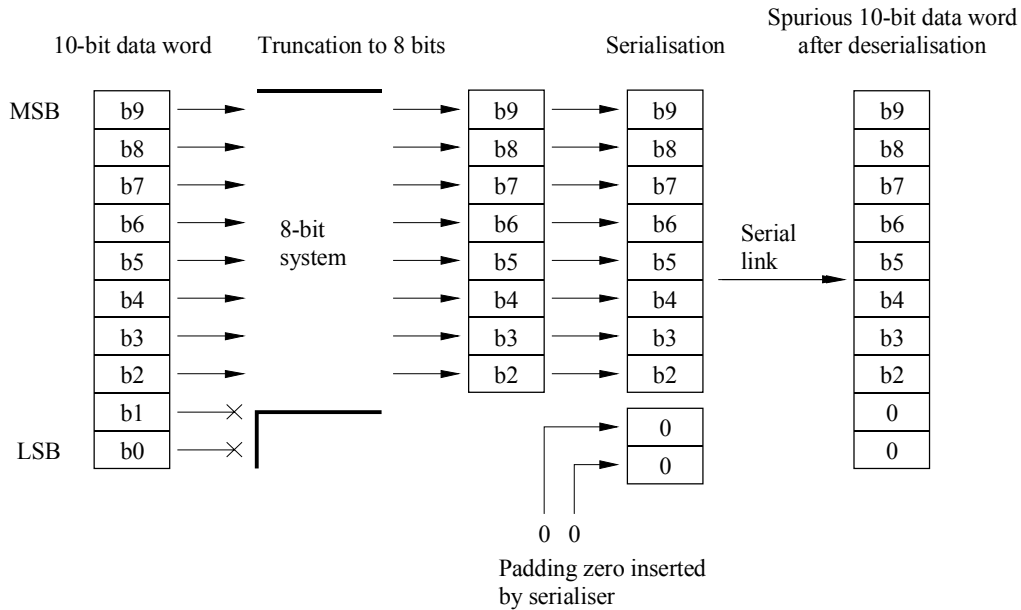 Spurious 10-bit data word
10-bit data word Truncation to 8 bits Serialisation after deserialisation
MSB b9 b9 b9 b9
b8 b8 b8 b8
b7 b7 b7 b7
b6 b6 b6 b6
8-bit
system
b5 b5 b5 b5
Serial
link
b4 b4 b4 b4
b3 b3 b3 b3
b2 b2 b2 b2
b1 0 0
LSB b0 0 0
0 0
Padding zero inserted
by serialiser